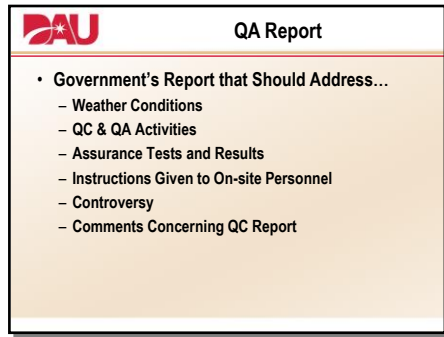 DAU
QA Report
• Government's Report that Should Address…
– Weather Conditions
– QC & QA Activities
– Assurance Tests and Results
– Instructions Given to On-site Personnel
– Controversy
– Comments Concerning QC Report